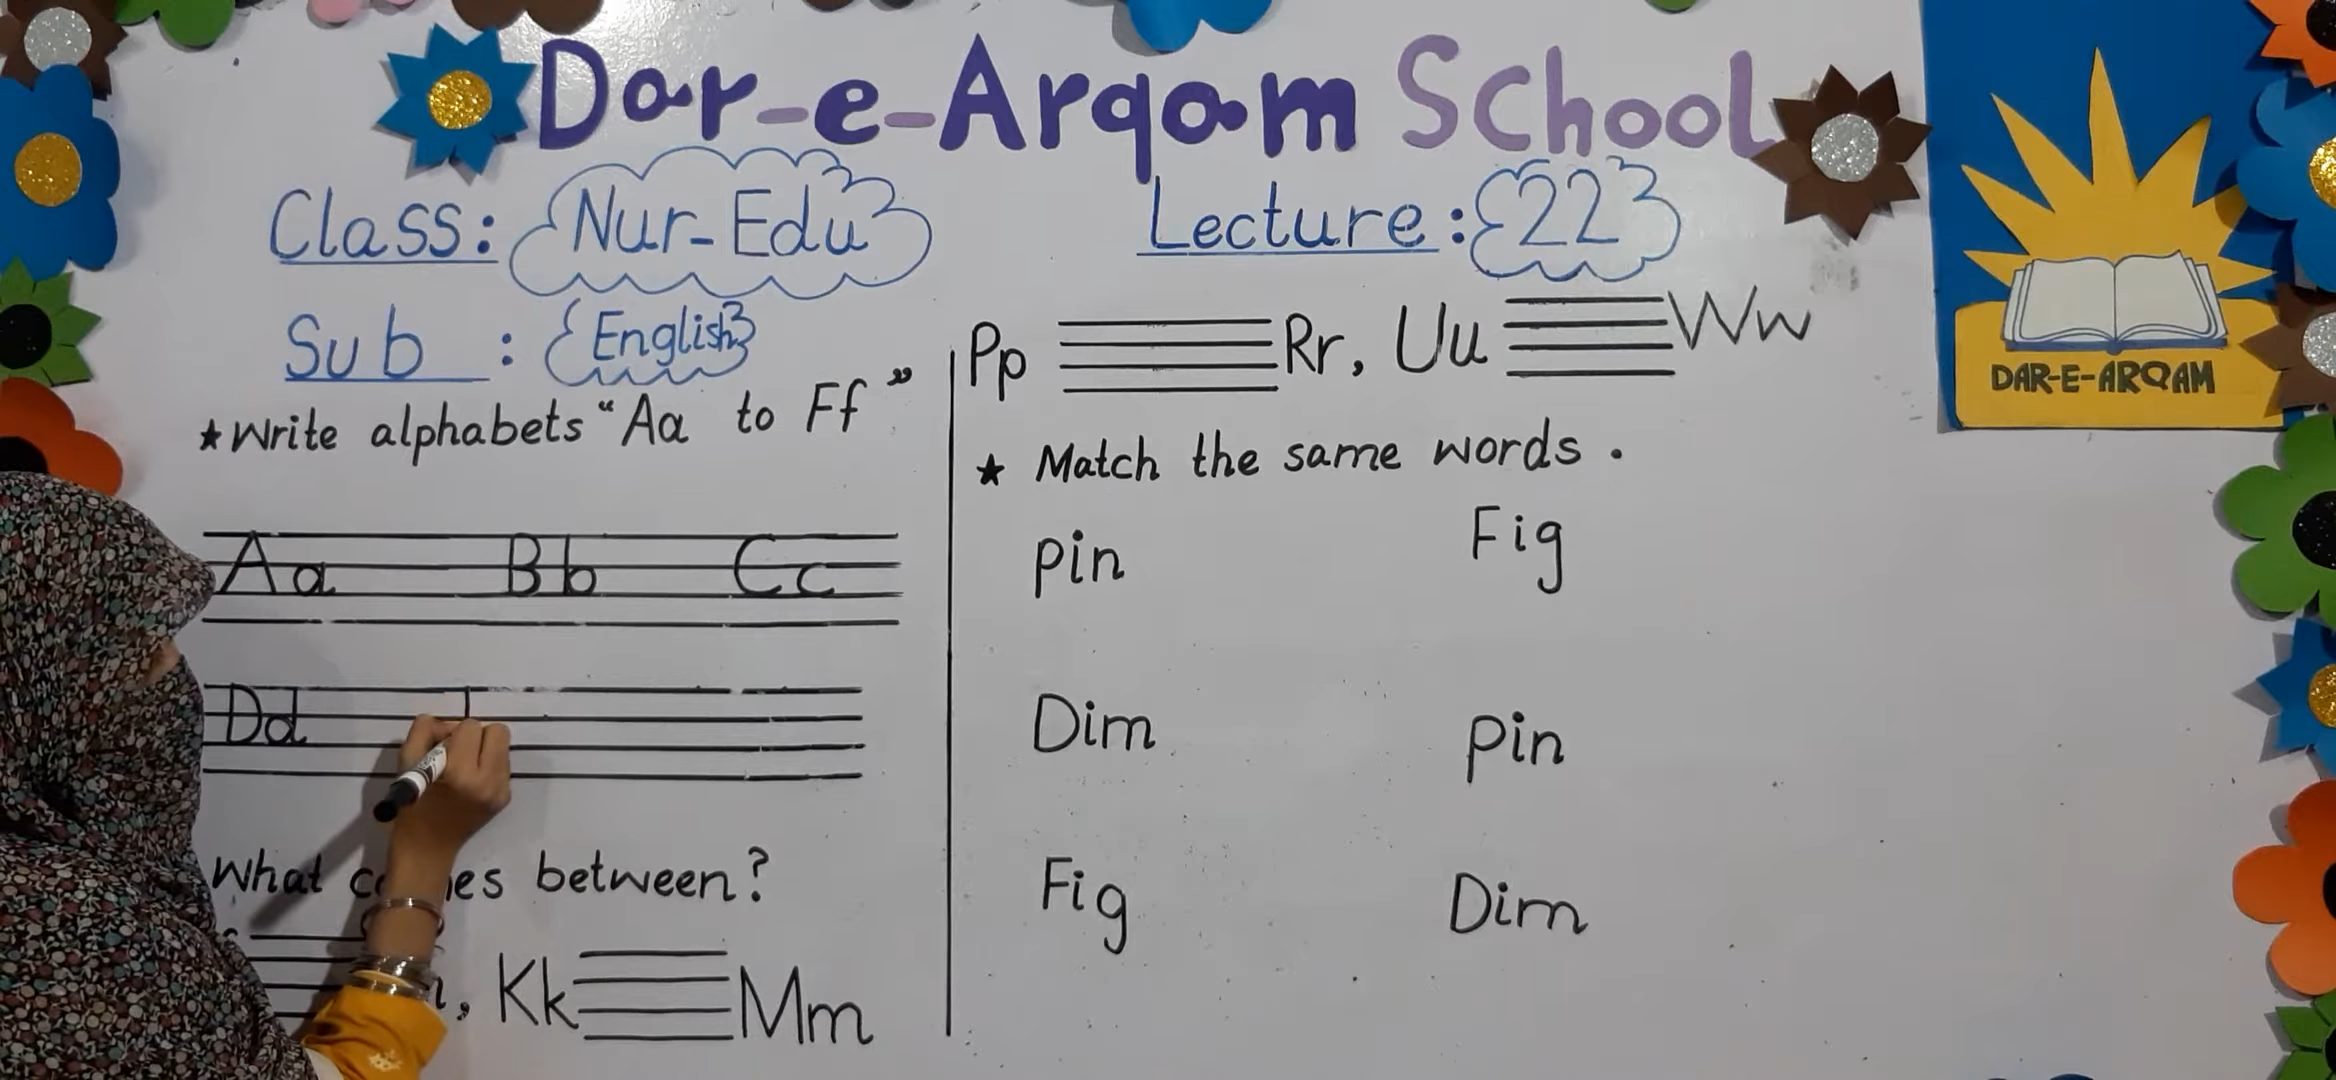 Dar-e-Arqam School
Class: Nur-Edu
Lecture: 22
Sub : English
*Write alphabets "Aa to Ff"
Aa Bb Cc
Dd
What between?
, Kk Mm
Pp Rr, Uu Ww
* Match the same words.
Pin Fig
Dim Pin
Fig Dim
DAR-E-ARQAM